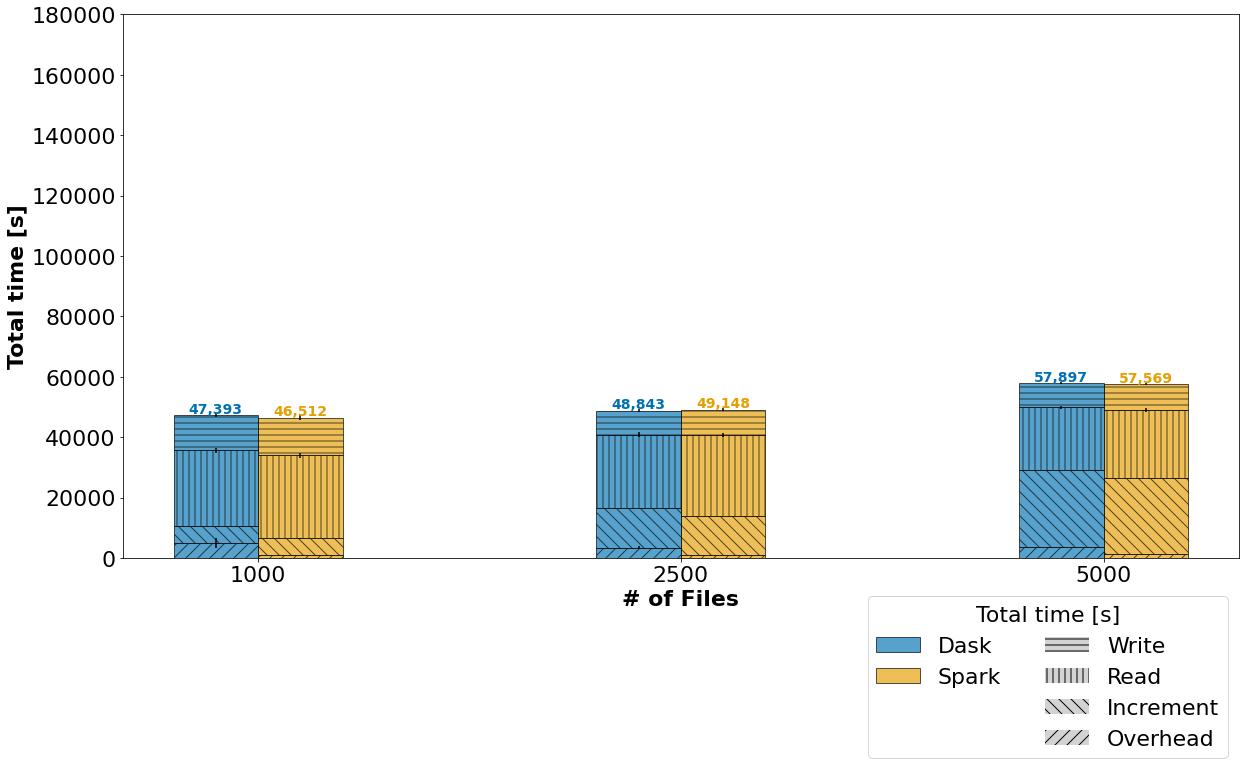 180000
160000
140000
120000
100000
80000
60000
40000
20000
0
Total time [s]
47,393
46,512
48,843
49,148
57,897
57,569
1000
2500
5000
# of Files
Total time [s]
Dask
Spark
Write
Read
Increment
Overhead